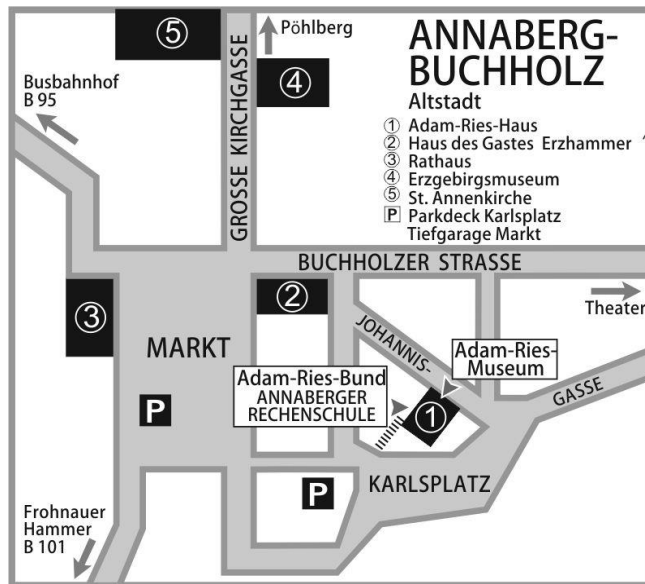 ANNABERG-
BUCHHOLZ
Altstadt
① Adam-Ries-Haus
② Haus des Gastes Erzhammer
③ Rathaus
④ Erzgebirgsmuseum
⑤ St. Annenkirche
P Parkdeck Karlsplatz
Tiefgarage Markt
⑤
Pöhlberg
④
Busbahnhof
B 95
GROSSE KIRCHGASSE
BUCHHOLZER STRASSE
Theater
③
②
MARKT
JOHANNIS-
GASSE
Adam-Ries-
Museum
Adam-Ries-Bund
ANNABERGER
RECHENSCHULE
①
P
KARLSPLATZ
P
Frohnauer
Hammer
B 101